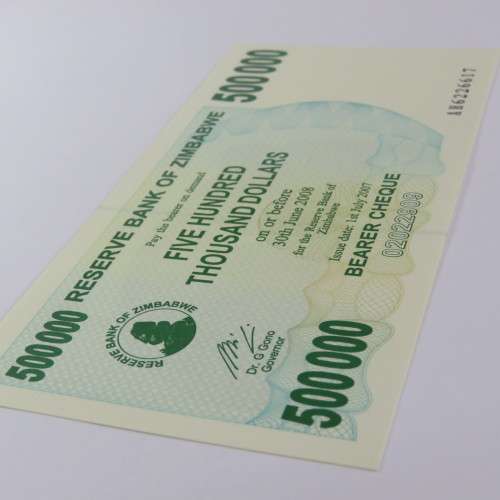 500000
AH6226617
RESERVE BANK OF ZIMBABWE
Pay the bearer on demand
FIVE HUNDRED
THOUSAND DOLLARS
on or before
30th June 2008
for the Reserve Bank of
Zimbabwe
Issue date: 1st July 2007
BEARER CHEQUE
500000
RESERVE BANK OF ZIMBABWE
Dr. G Gono
Governor
500000